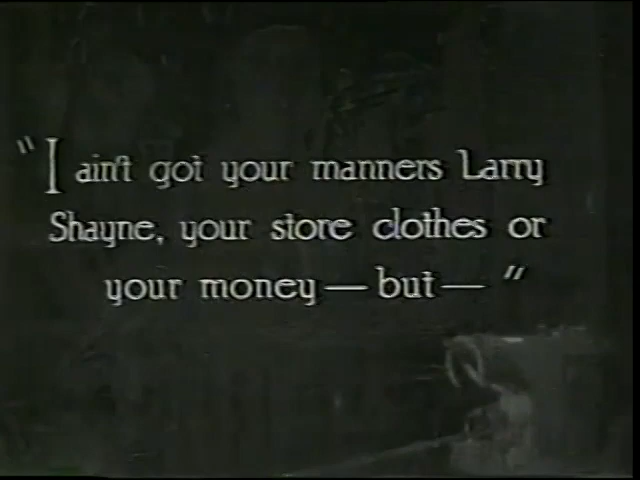 "I ain't got your manners Larry
Shayne, your store clothes or
your money — but — "